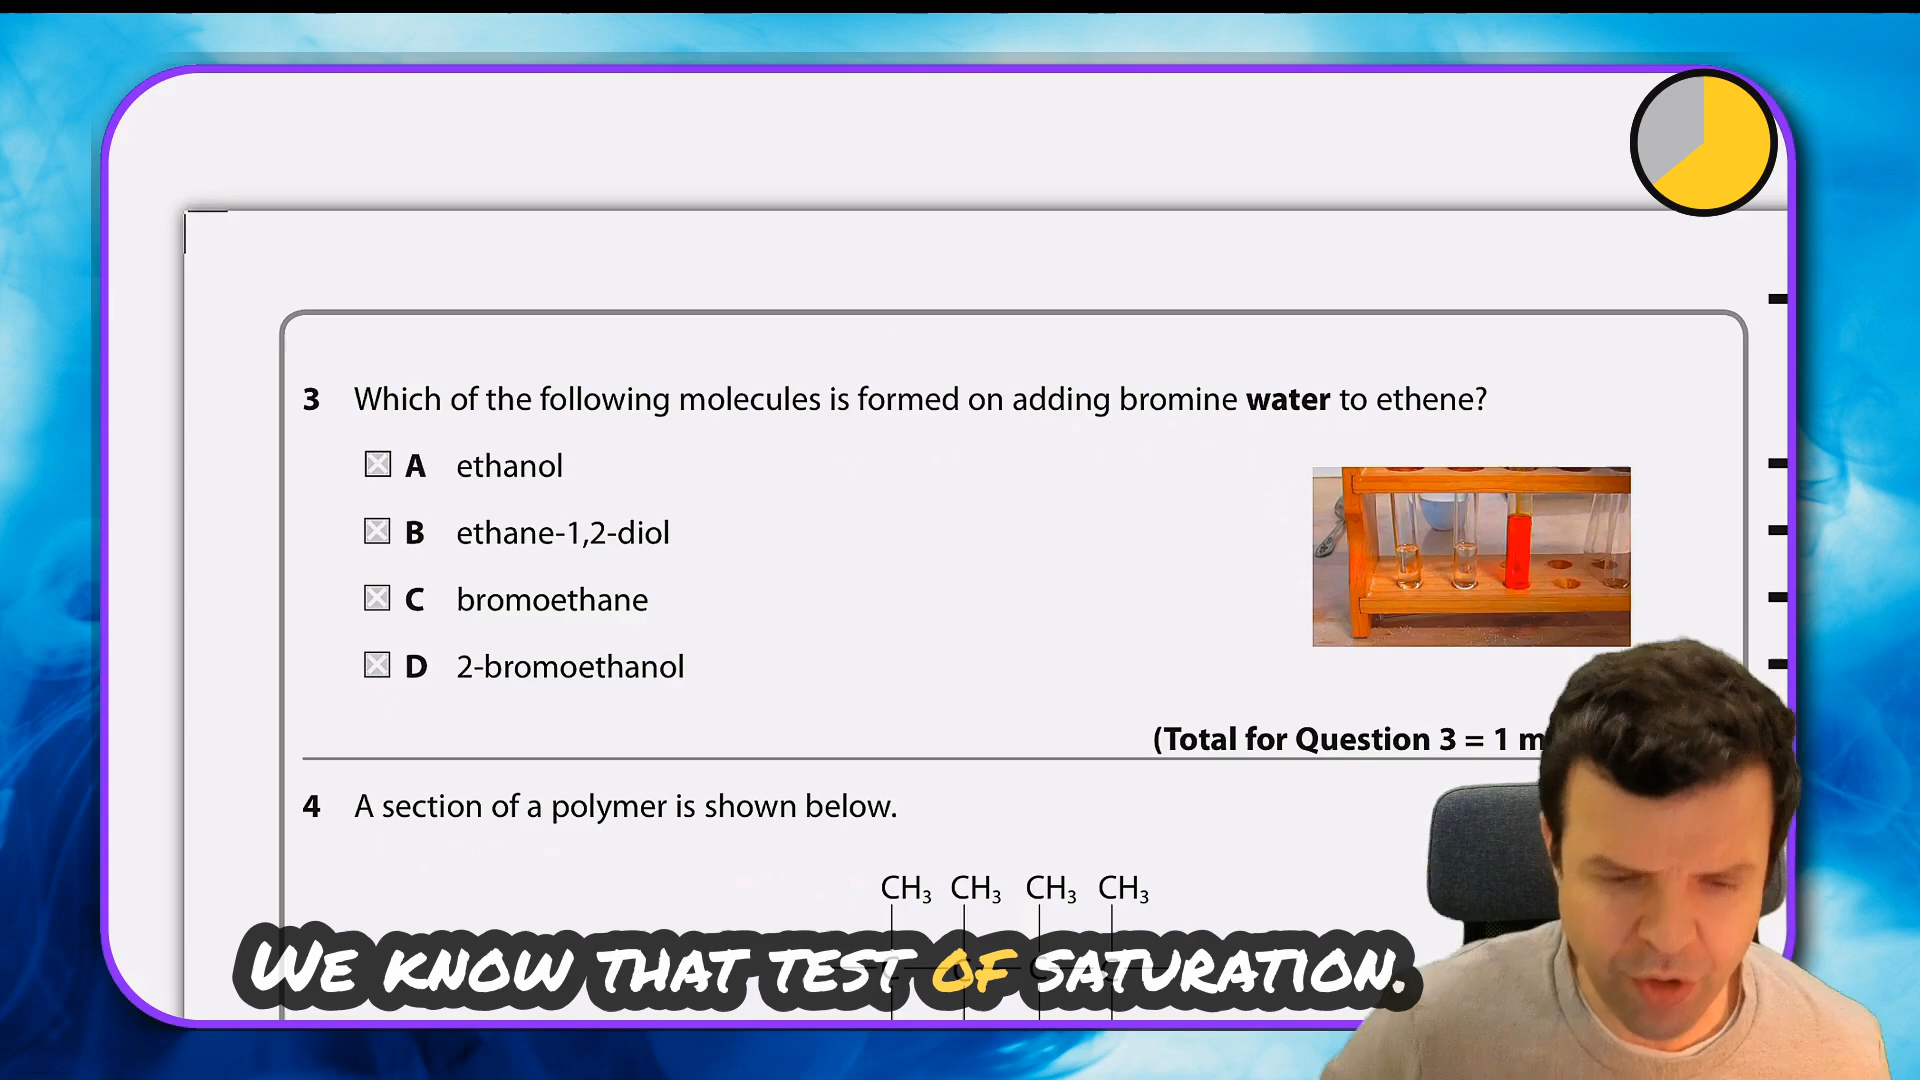 3 Which of the following molecules is formed on adding bromine water to ethene?
A ethanol
B ethane-1,2-diol
C bromoethane
D 2-bromoethanol
(Total for Question 3 = 1 m
4 A section of a polymer is shown below.
CH3 CH3 CH3 CH3
We know that test of saturation.